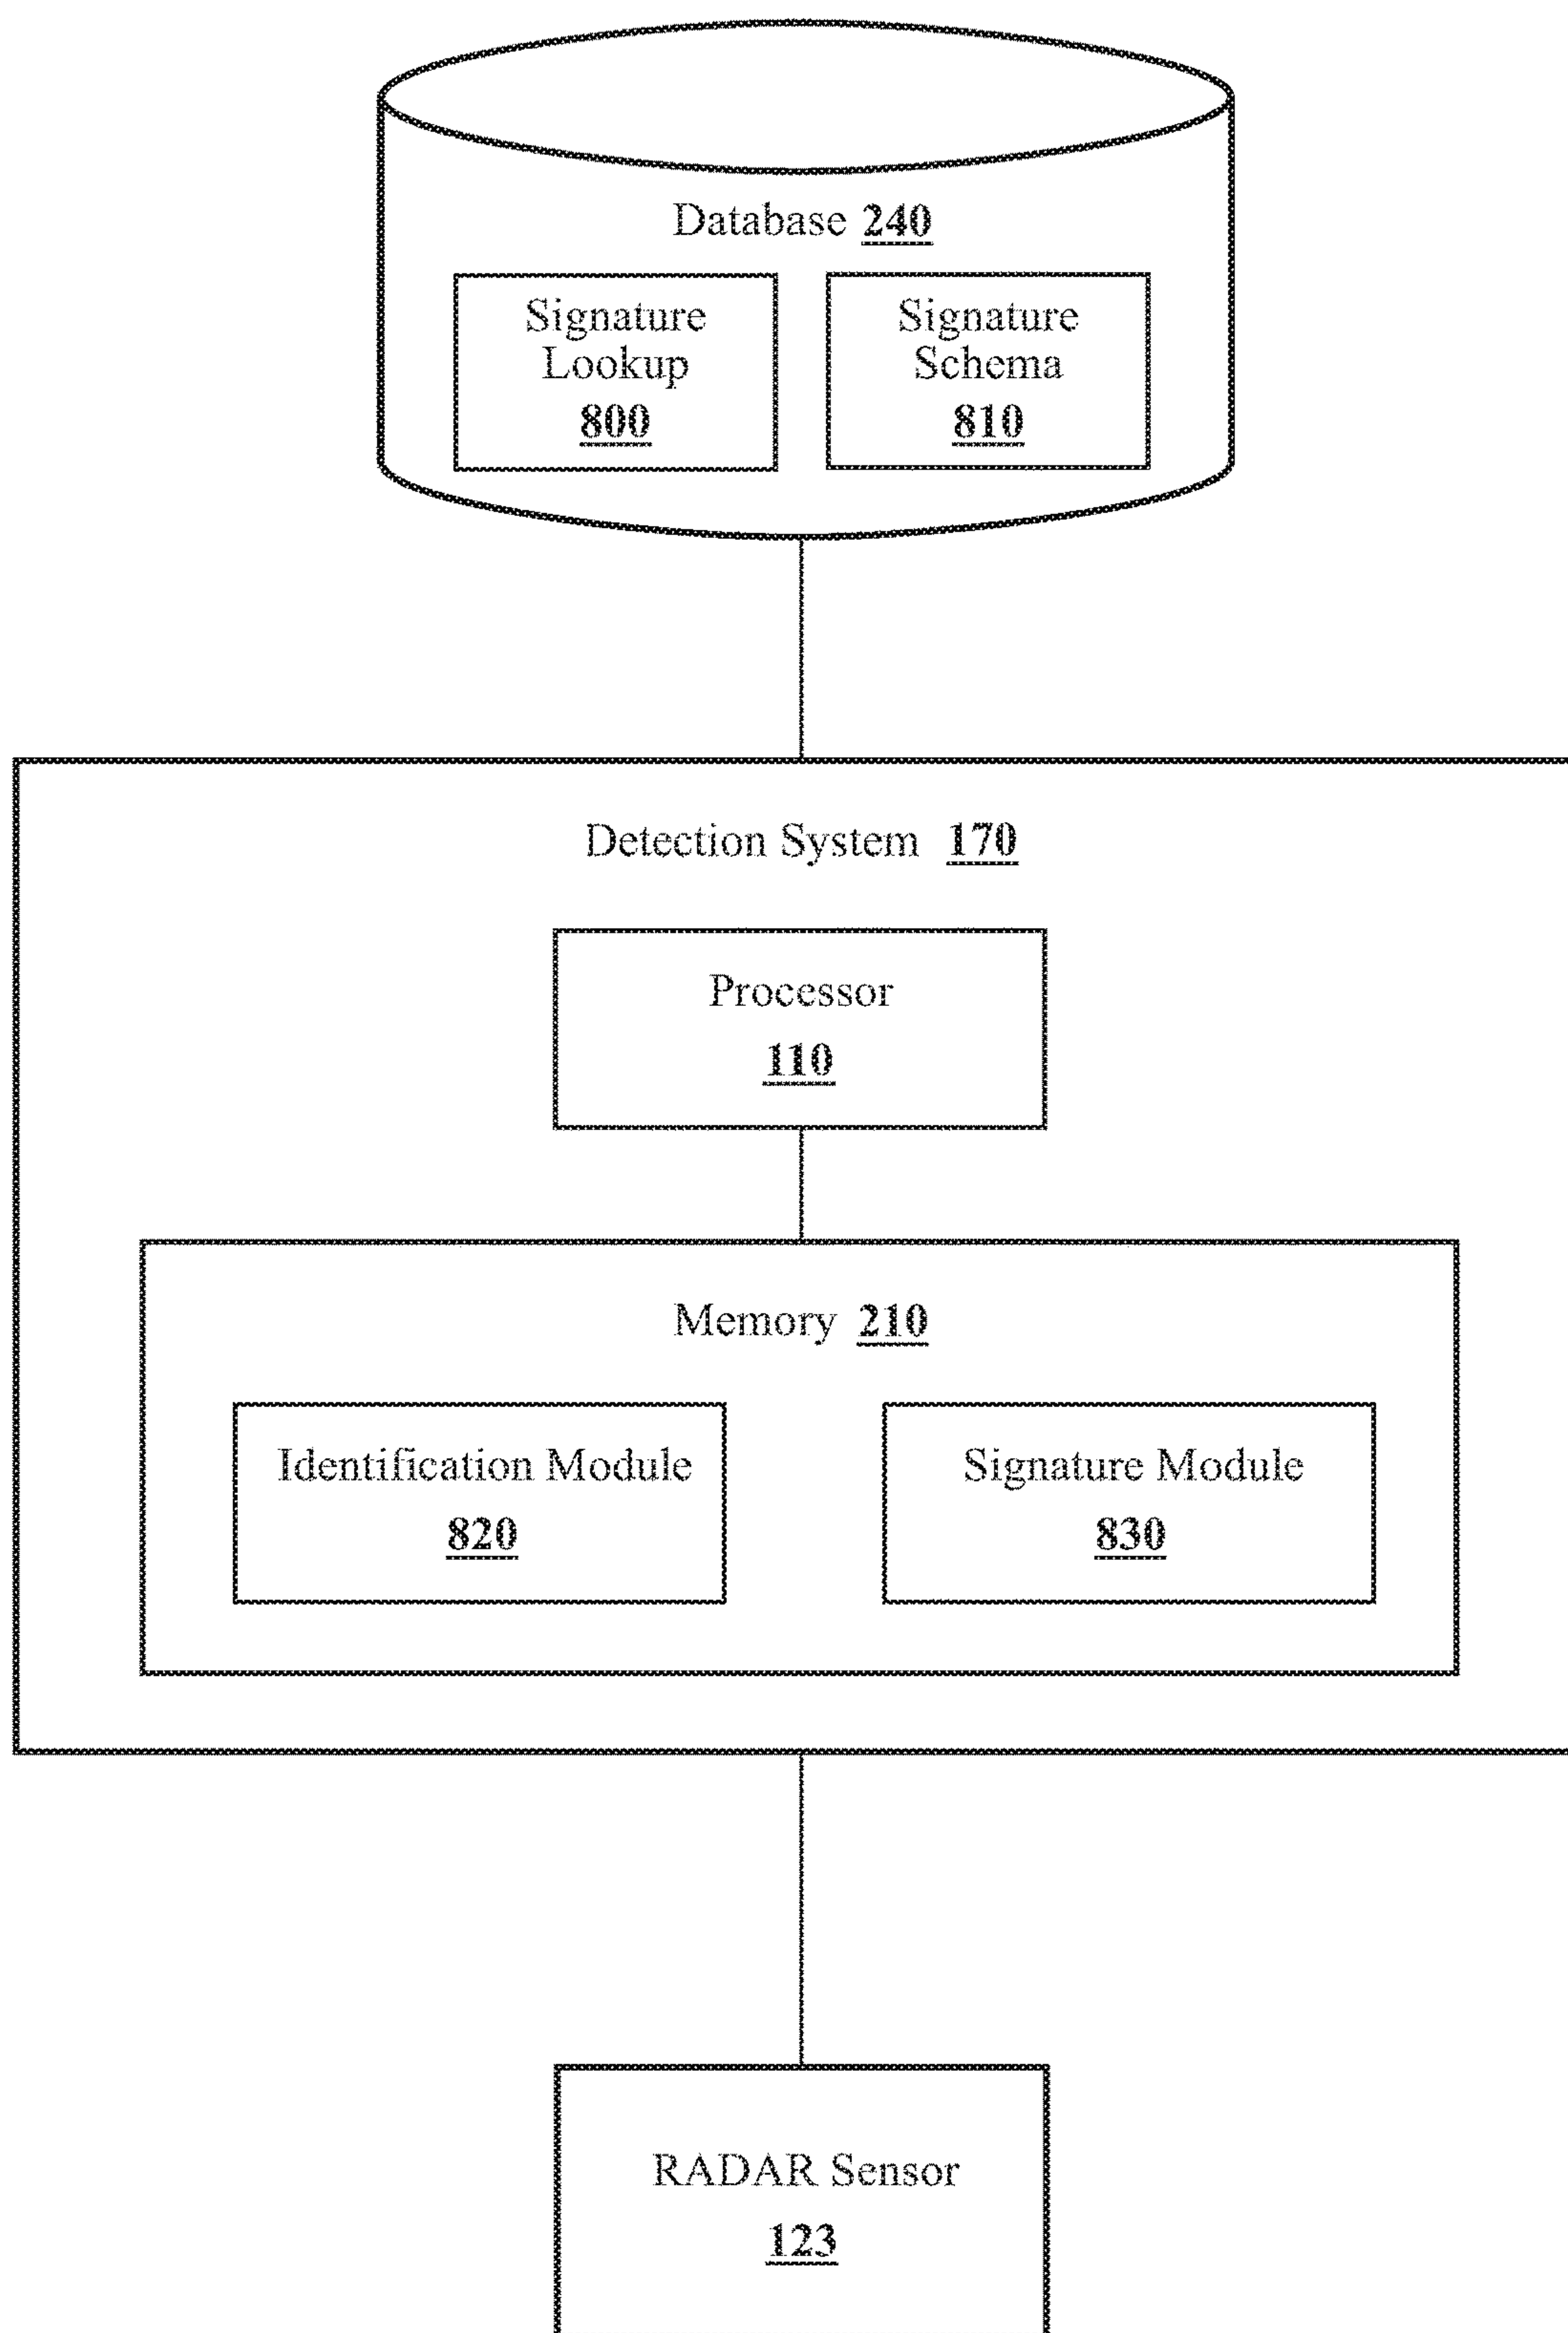 Database 240
Signature
Lookup
800
Signature
Schema
810
Detection System 170
Processor
110
Memory 210
Identification Module
820
Signature Module
830
RADAR Sensor
123